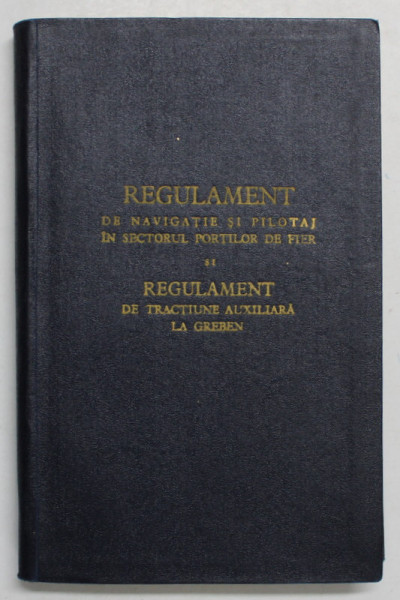 REGULAMENT
DE NAVIGAȚIE ȘI PILOTAJ
ÎN SECTORUL PORȚILOR DE FIER
ȘI
REGULAMENT
DE TRACȚIUNE AUXILIARĂ
LA GREBEN